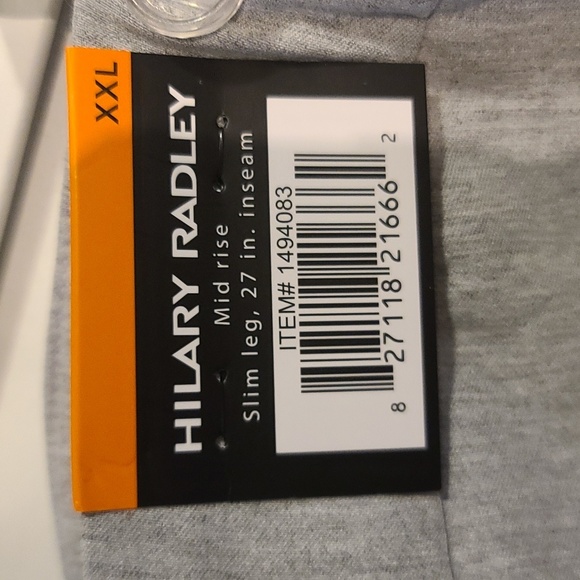 XXL
HILARY RADLEY
Mid rise
Slim leg, 27 in. inseam
ITEM# 1494083
8 27118 21666 2